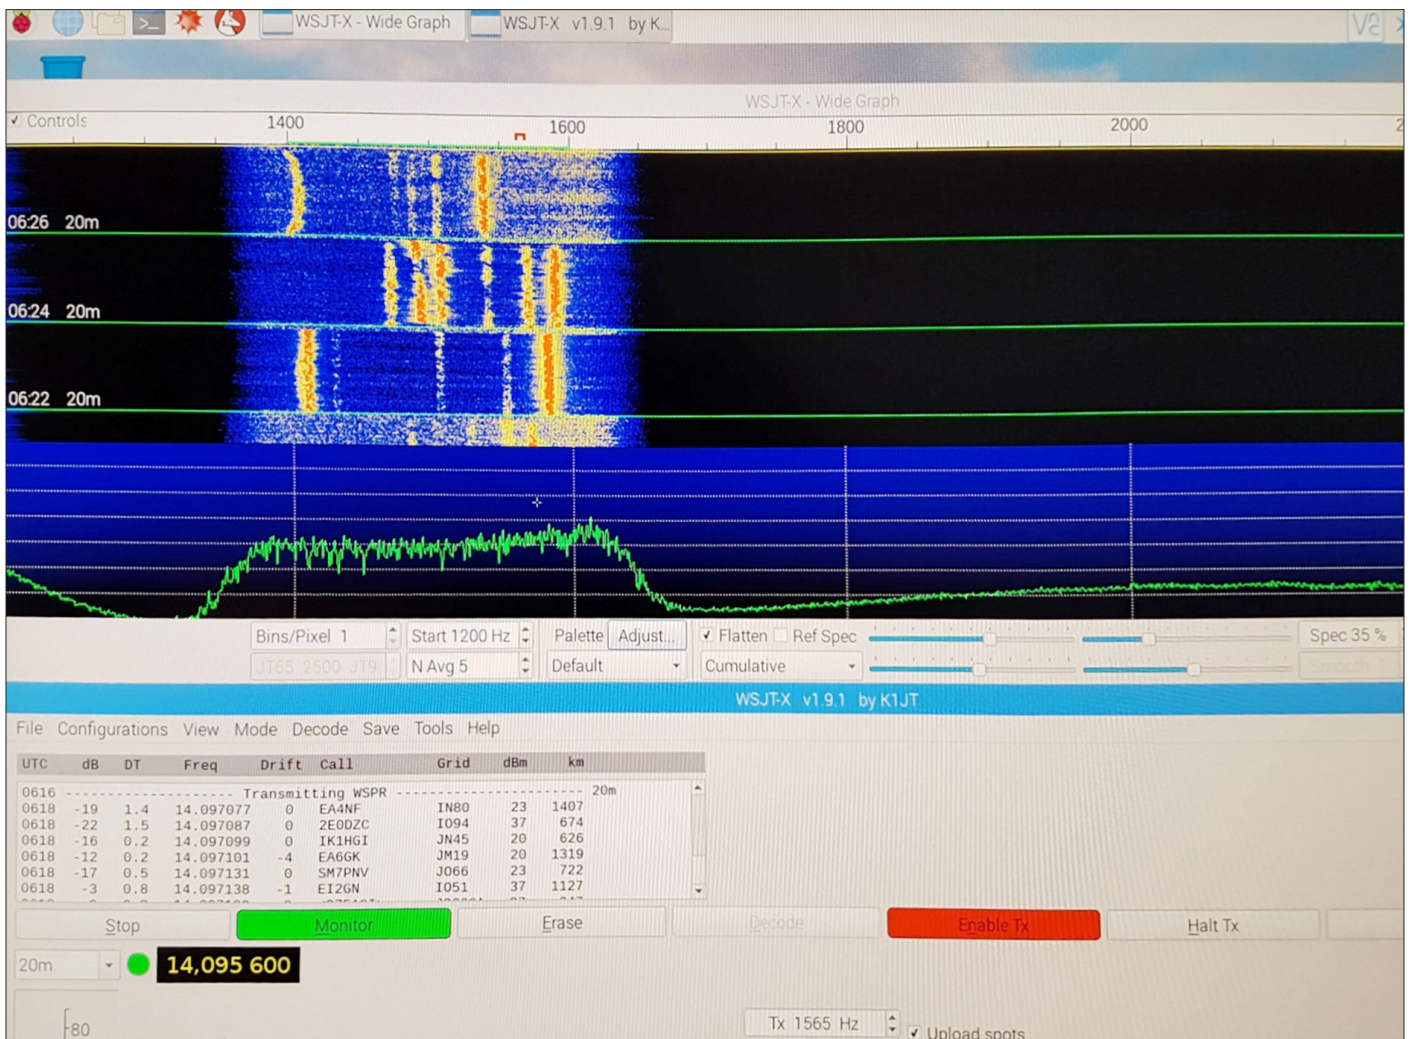 WSJT-X - Wide Graph
WSJT-X v1.9.1 by K...
WSJT-X - Wide Graph
Controls
1400 1600 1800 2000
06:26 20m
06:24 20m
06:22 20m
Bins/Pixel 1 Start 1200 Hz Palette Adjust... Flatten Ref Spec Spec 35 %
JT65 2500 JT9 N Avg 5 Default Cumulative
WSJT-X v1.9.1 by K1JT
File Configurations View Mode Decode Save Tools Help
UTC dB DT Freq Drift Call Grid dBm km
0616 -------------------- Transmitting WSPR ---------------------- 20m
0618 -19 1.4 14.097077 0 EA4NF IN80 23 1407
0618 -22 1.5 14.097087 0 2E0DZC IO94 37 674
0618 -16 0.2 14.097099 0 IK1HGI JN45 20 626
0618 -12 0.2 14.097101 -4 EA6GK JM19 20 1319
0618 -17 0.5 14.097131 0 SM7PNV JO66 23 722
0618 -3 0.8 14.097138 -1 EI2GN IO51 37 1127
Stop Monitor Erase Decode Enable Tx Halt Tx
20m 14,095 600
80
Tx 1565 Hz Upload spots